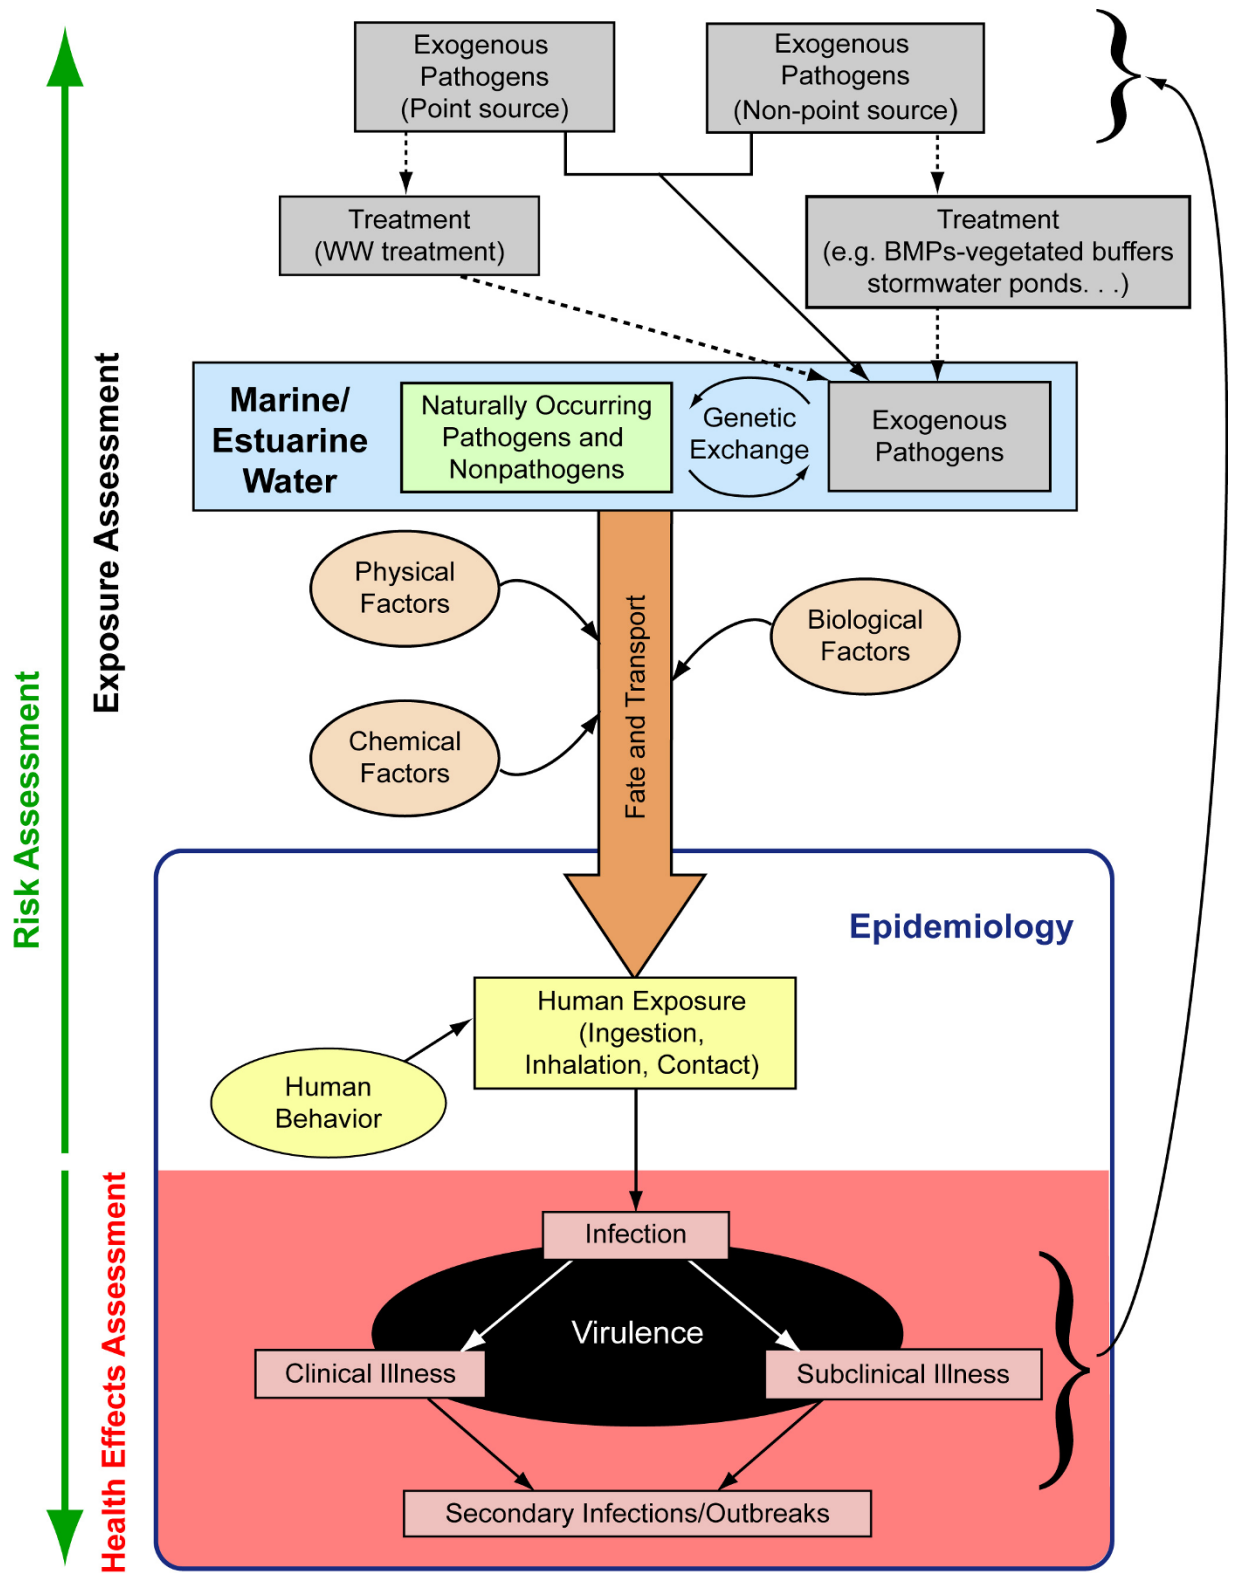 Exogenous
Pathogens
(Point source)
Exogenous
Pathogens
(Non-point source)
Treatment
(WW treatment)
Treatment
(e.g. BMPs-vegetated buffers
stormwater ponds. . .)
Marine/
Estuarine
Water
Naturally Occurring
Pathogens and
Nonpathogens
Genetic
Exchange
Exogenous
Pathogens
Exposure Assessment
Risk Assessment
Physical
Factors
Biological
Factors
Chemical
Factors
Fate and Transport
Epidemiology
Human Exposure
(Ingestion,
Inhalation, Contact)
Human
Behavior
Health Effects Assessment
Infection
Virulence
Clinical Illness
Subclinical Illness
Secondary Infections/Outbreaks